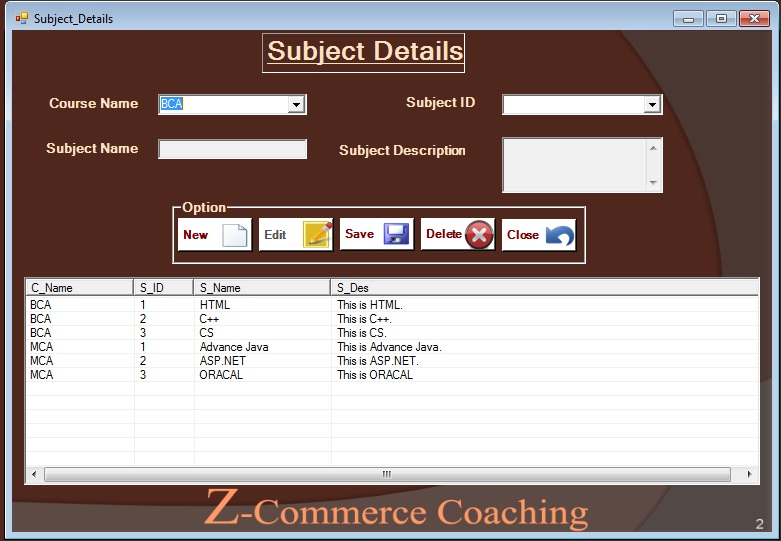 Subject_Details
Subject Details
Course Name BCA Subject ID
Subject Name Subject Description
Option
New Edit Save Delete Close
C_Name S_ID S_Name S_Des
BCA 1 HTML This is HTML.
BCA 2 C++ This is C++.
BCA 3 CS This is CS.
MCA 1 Advance Java This is Advance Java.
MCA 2 ASP.NET This is ASP.NET.
MCA 3 ORACAL This is ORACAL
Z-Commerce Coaching
2